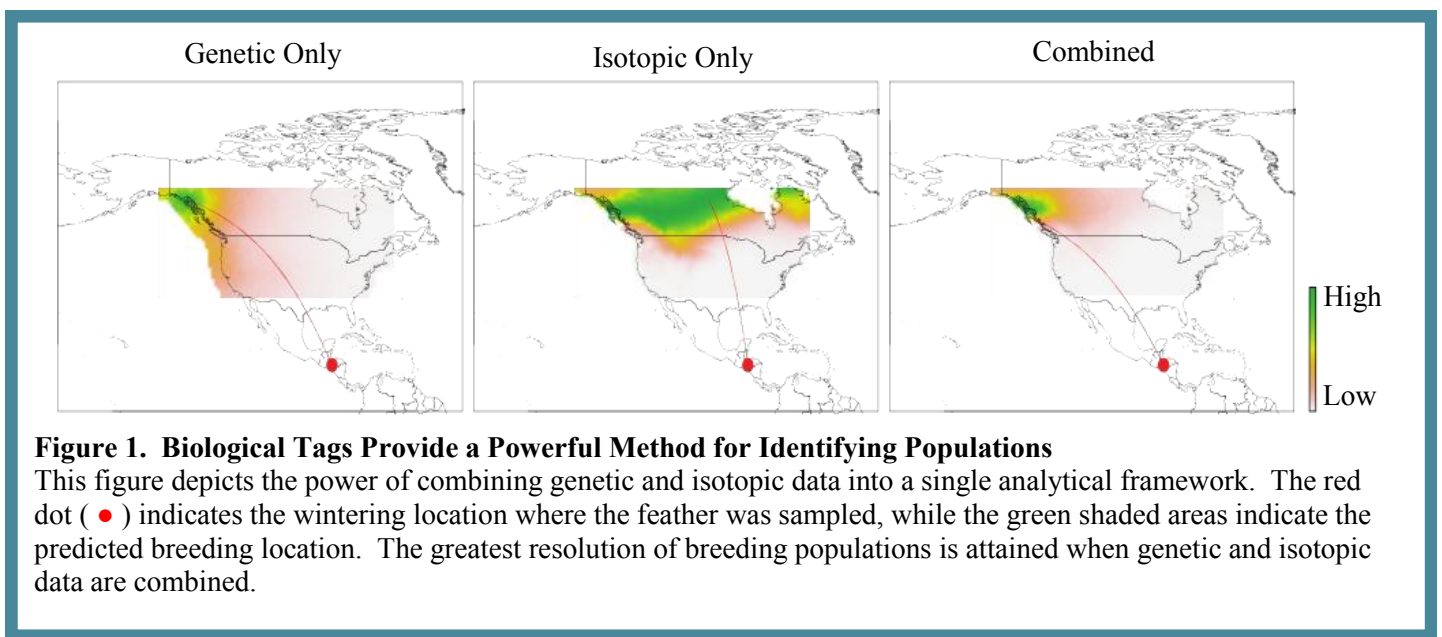 Genetic Only
Isotopic Only
Combined
High
Low
Figure 1. Biological Tags Provide a Powerful Method for Identifying Populations
This figure depicts the power of combining genetic and isotopic data into a single analytical framework. The red
dot ( ● ) indicates the wintering location where the feather was sampled, while the green shaded areas indicate the
predicted breeding location. The greatest resolution of breeding populations is attained when genetic and isotopic
data are combined.